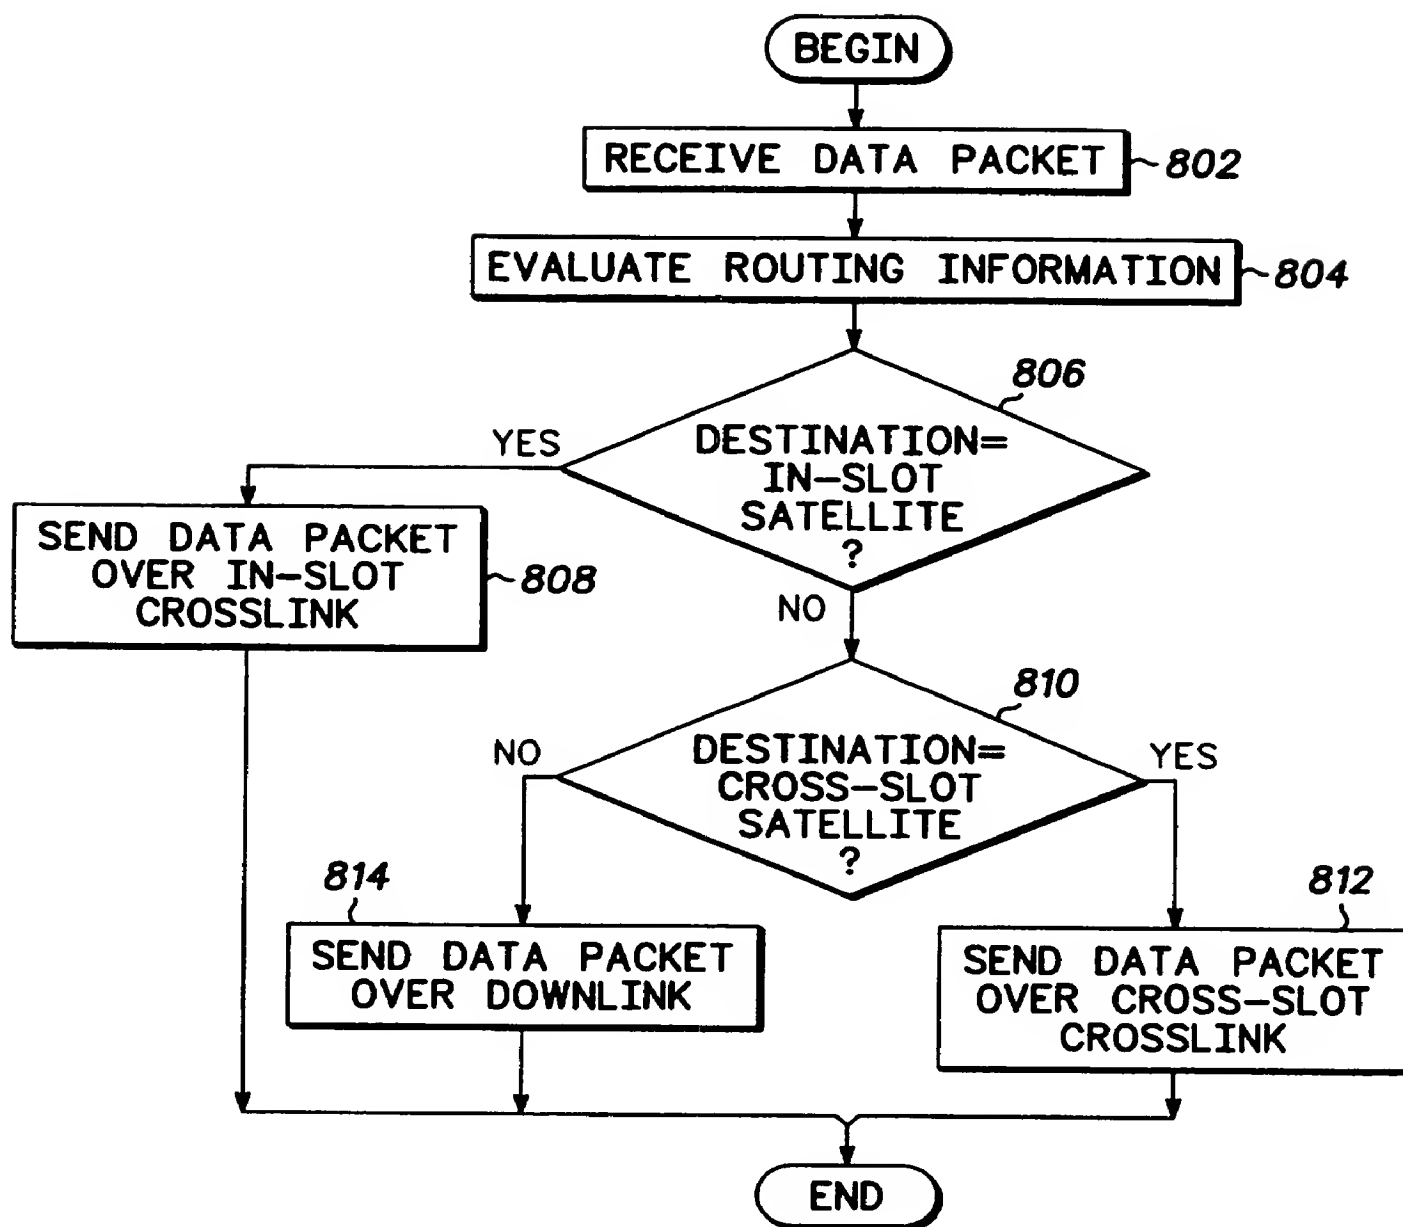 BEGIN
RECEIVE DATA PACKET
802
EVALUATE ROUTING INFORMATION
804
806
DESTINATION=
IN-SLOT
SATELLITE
?
YES
NO
SEND DATA PACKET
OVER IN-SLOT
CROSSLINK
808
810
DESTINATION=
CROSS-SLOT
SATELLITE
?
NO
YES
814
SEND DATA PACKET
OVER DOWNLINK
812
SEND DATA PACKET
OVER CROSS-SLOT
CROSSLINK
END